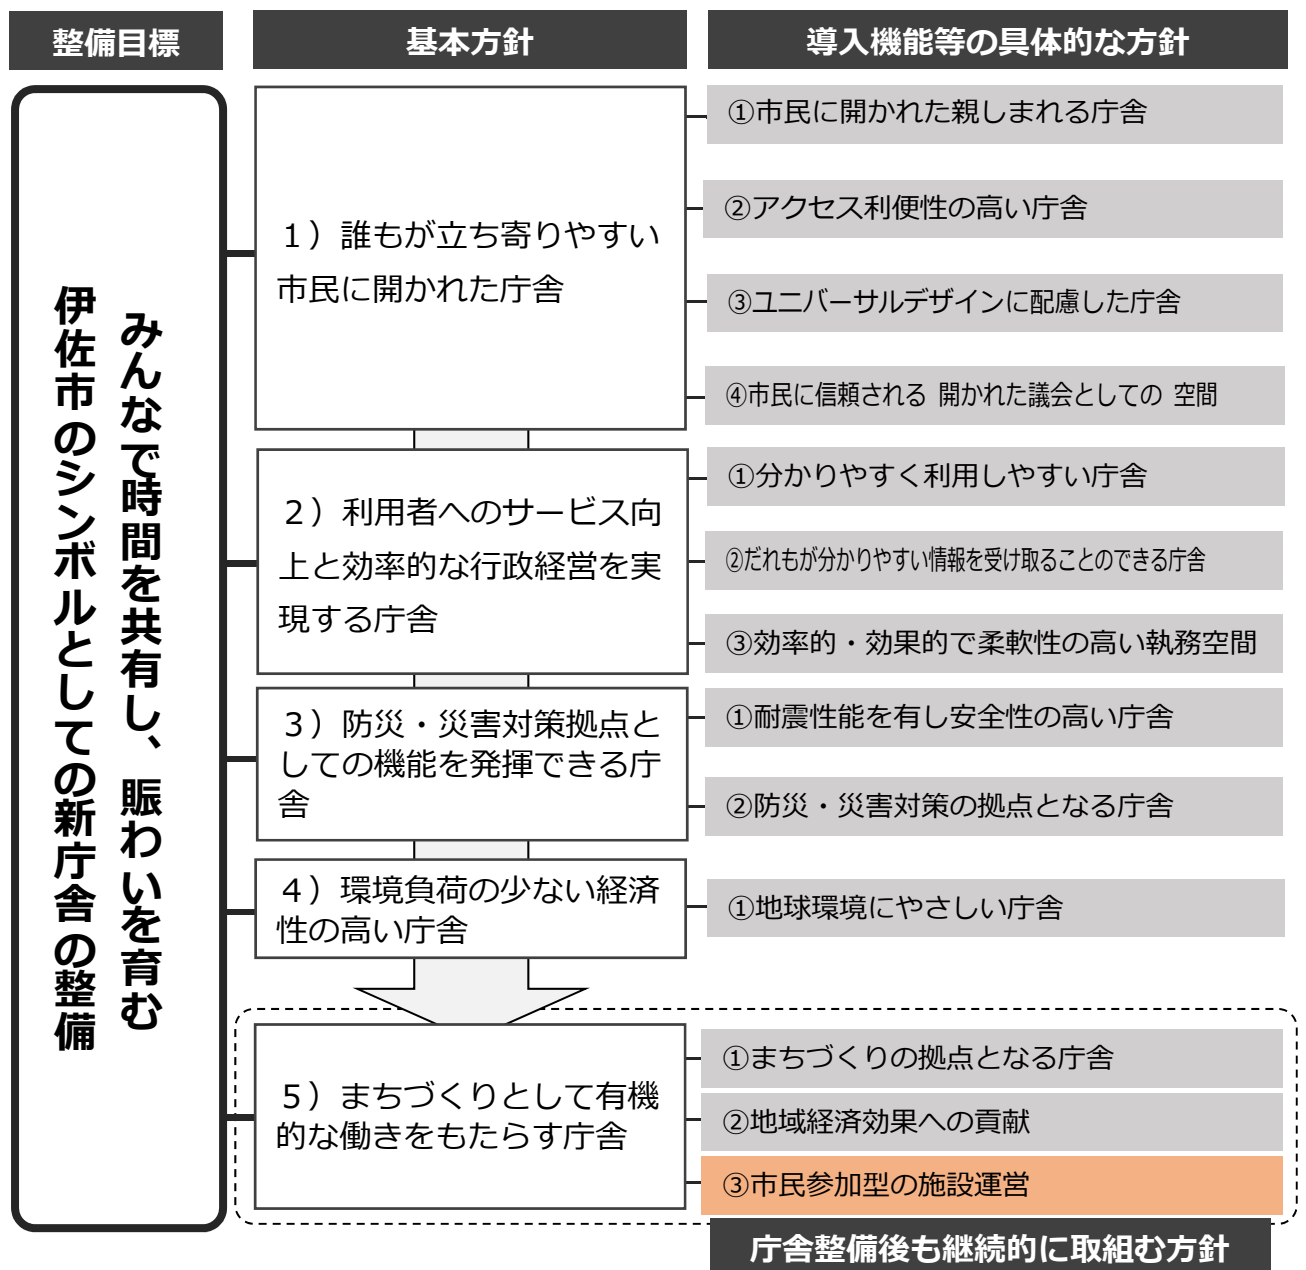 整備目標
基本方針
導入機能等の具体的な方針
みんなで時間を共有し、賑わいを育む
伊佐市のシンボルとしての新庁舎の整備
１）誰もが立ち寄りやすい
市民に開かれた庁舎
①市民に開かれた親しまれる庁舎
②アクセス利便性の高い庁舎
③ユニバーサルデザインに配慮した庁舎
④市民に信頼される 開かれた議会としての 空間
２）利用者へのサービス向
上と効率的な行政経営を実
現する庁舎
①分かりやすく利用しやすい庁舎
②だれもが分かりやすい情報を受け取ることのできる庁舎
③効率的・効果的で柔軟性の高い執務空間
３）防災・災害対策拠点と
しての機能を発揮できる庁
舎
①耐震性能を有し安全性の高い庁舎
②防災・災害対策の拠点となる庁舎
４）環境負荷の少ない経済
性の高い庁舎
①地球環境にやさしい庁舎
５）まちづくりとして有機
的な働きをもたらす庁舎
①まちづくりの拠点となる庁舎
②地域経済効果への貢献
③市民参加型の施設運営
庁舎整備後も継続的に取組む方針